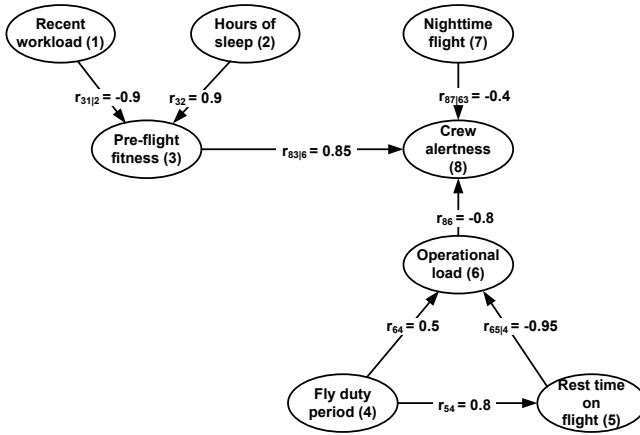 Recent
workload (1)
Hours of
sleep (2)
Nighttime
flight (7)
r31|2 = -0.9
r32 = 0.9
r87|63 = -0.4
Pre-flight
fitness (3)
r83|6 = 0.85
Crew
alertness
(8)
r86 = -0.8
Operational
load (6)
r64 = 0.5
r65|4 = -0.95
Fly duty
period (4)
r54 = 0.8
Rest time
on
flight (5)